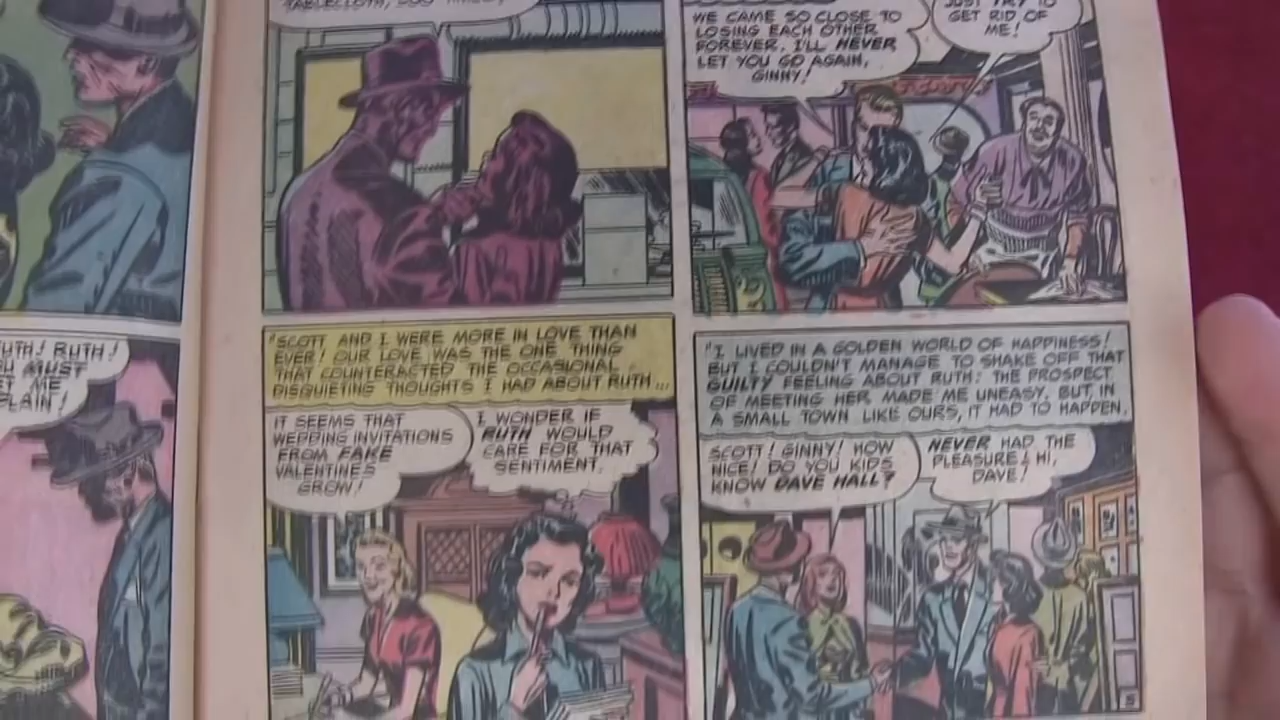 WE CAME SO CLOSE TO
LOSING EACH OTHER
FOREVER. I'LL NEVER
LET YOU GO AGAIN,
GINNY!
JUST TRY TO
GET RID OF
ME!
RUTH!
MUST
ME
"SCOTT AND I WERE MORE IN LOVE THAN
EVER! OUR LOVE WAS THE ONE THING
THAT COUNTERACTED THE OCCASIONAL
DISQUIETING THOUGHTS I HAD ABOUT RUTH...
IT SEEMS THAT
WEDDING INVITATIONS
FROM FAKE
VALENTINES
GROW!
I WONDER IF
RUTH WOULD
CARE FOR THAT
SENTIMENT.
"I LIVED IN A GOLDEN WORLD OF HAPPINESS!
BUT I COULDN'T MANAGE TO SHAKE OFF THAT
GUILTY FEELING ABOUT RUTH: THE PROSPECT
OF MEETING HER MADE ME UNEASY. BUT, IN
A SMALL TOWN LIKE OURS, IT HAD TO HAPPEN.
SCOTT! GINNY! HOW
NICE! DO YOU KIDS
KNOW DAVE HALL?
NEVER HAD THE
PLEASURE! HI,
DAVE!
5